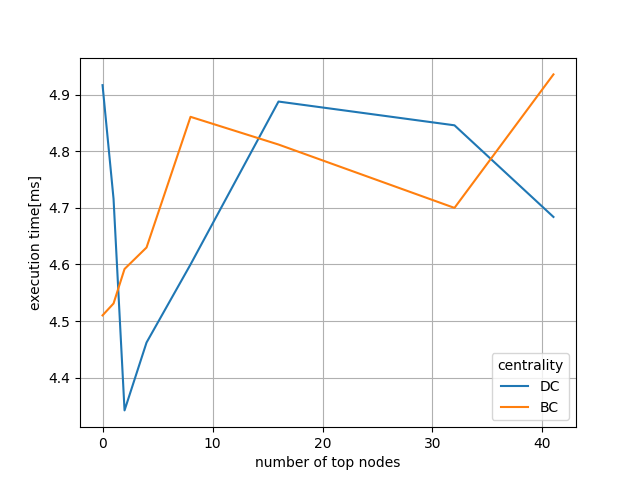 4.9
4.8
4.7
4.6
4.5
4.4
execution time[ms]
0
10
20
30
40
number of top nodes
centrality
DC
BC